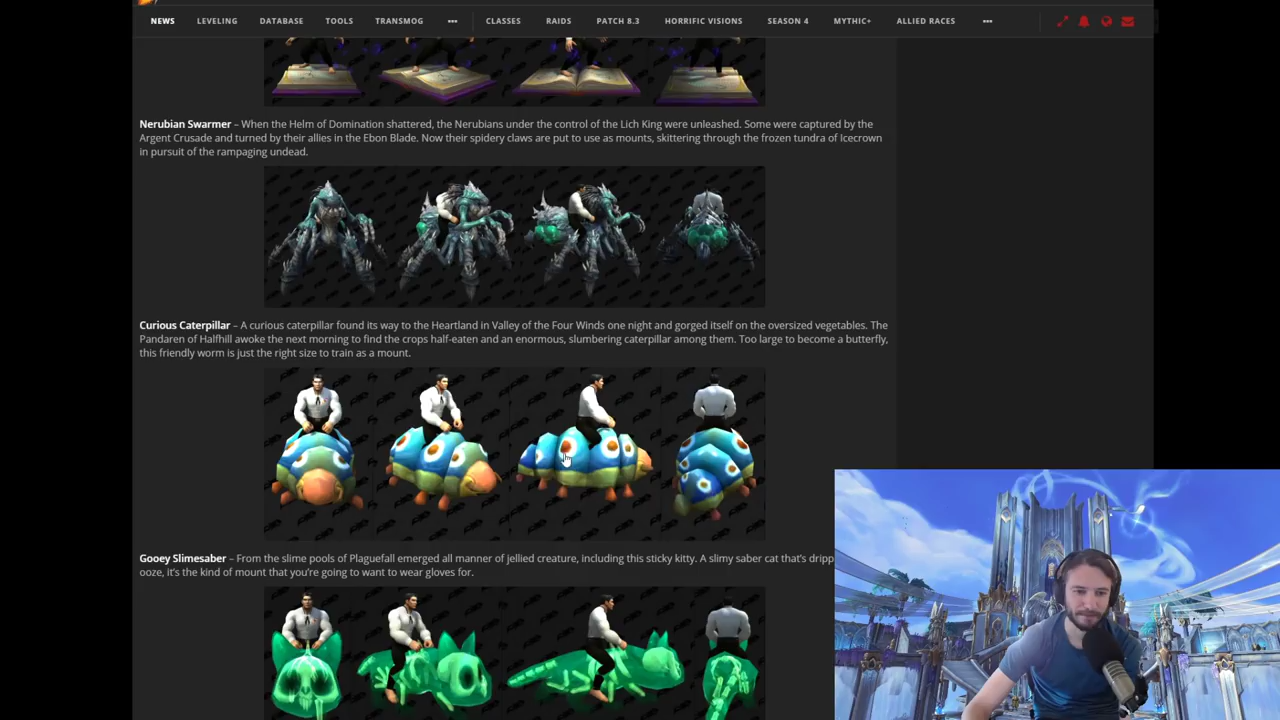 NEWS LEVELING DATABASE TOOLS TRANSMOG ••• CLASSES RAIDS PATCH 8.3 HORRIFIC VISIONS SEASON 4 MYTHIC+ ALLIED RACES •••
Nerubian Swarmer – When the Helm of Domination shattered, the Nerubians under the control of the Lich King were unleashed. Some were captured by the
Argent Crusade and turned by their allies in the Ebon Blade. Now their spidery claws are put to use as mounts, skittering through the frozen tundra of Icecrown
in pursuit of the rampaging undead.
Curious Caterpillar – A curious caterpillar found its way to the Heartland in Valley of the Four Winds one night and gorged itself on the oversized vegetables. The
Pandaren of Halfhill awoke the next morning to find the crops half-eaten and an enormous, slumbering caterpillar among them. Too large to become a butterfly,
this friendly worm is just the right size to train as a mount.
Gooey Slimesaber – From the slime pools of Plaguefall emerged all manner of jellied creature, including this sticky kitty. A slimy saber cat that's dripp
ooze, it's the kind of mount that you're going to want to wear gloves for.